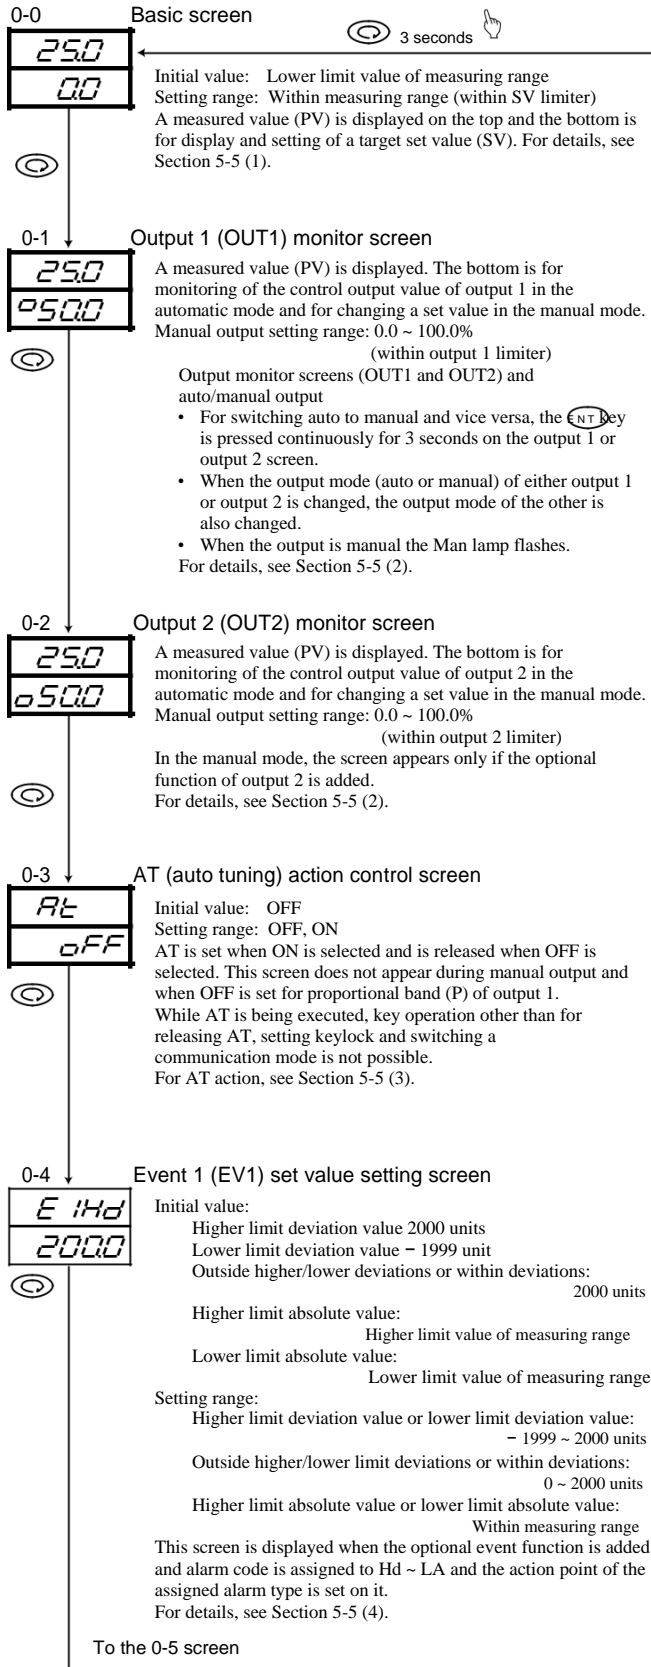 0-0 Basic screen
3 seconds
25.0
0.0
Initial value: Lower limit value of measuring range
Setting range: Within measuring range (within SV limiter)
A measured value (PV) is displayed on the top and the bottom is
for display and setting of a target set value (SV). For details, see
Section 5-5 (1).
0-1 Output 1 (OUT1) monitor screen
25.0
o50.0
A measured value (PV) is displayed. The bottom is for
monitoring of the control output value of output 1 in the
automatic mode and for changing a set value in the manual mode.
Manual output setting range: 0.0 ~ 100.0%
(within output 1 limiter)
Output monitor screens (OUT1 and OUT2) and
auto/manual output
• For switching auto to manual and vice versa, the ENT key
is pressed continuously for 3 seconds on the output 1 or
output 2 screen.
• When the output mode (auto or manual) of either output 1
or output 2 is changed, the output mode of the other is
also changed.
• When the output is manual the Man lamp flashes.
For details, see Section 5-5 (2).
0-2 Output 2 (OUT2) monitor screen
25.0
o50.0
A measured value (PV) is displayed. The bottom is for
monitoring of the control output value of output 2 in the
automatic mode and for changing a set value in the manual mode.
Manual output setting range: 0.0 ~ 100.0%
(within output 2 limiter)
In the manual mode, the screen appears only if the optional
function of output 2 is added.
For details, see Section 5-5 (2).
0-3 AT (auto tuning) action control screen
At
oFF
Initial value: OFF
Setting range: OFF, ON
AT is set when ON is selected and is released when OFF is
selected. This screen does not appear during manual output and
when OFF is set for proportional band (P) of output 1.
While AT is being executed, key operation other than for
releasing AT, setting keylock and switching a
communication mode is not possible.
For AT action, see Section 5-5 (3).
0-4 Event 1 (EV1) set value setting screen
E1Hd
200.0
Initial value:
Higher limit deviation value 2000 units
Lower limit deviation value − 1999 unit
Outside higher/lower deviations or within deviations:
2000 units
Higher limit absolute value:
Higher limit value of measuring range
Lower limit absolute value:
Lower limit value of measuring range
Setting range:
Higher limit deviation value or lower limit deviation value:
− 1999 ~ 2000 units
Outside higher/lower limit deviations or within deviations:
0 ~ 2000 units
Higher limit absolute value or lower limit absolute value:
Within measuring range
This screen is displayed when the optional event function is added
and alarm code is assigned to Hd ~ LA and the action point of the
assigned alarm type is set on it.
For details, see Section 5-5 (4).
To the 0-5 screen